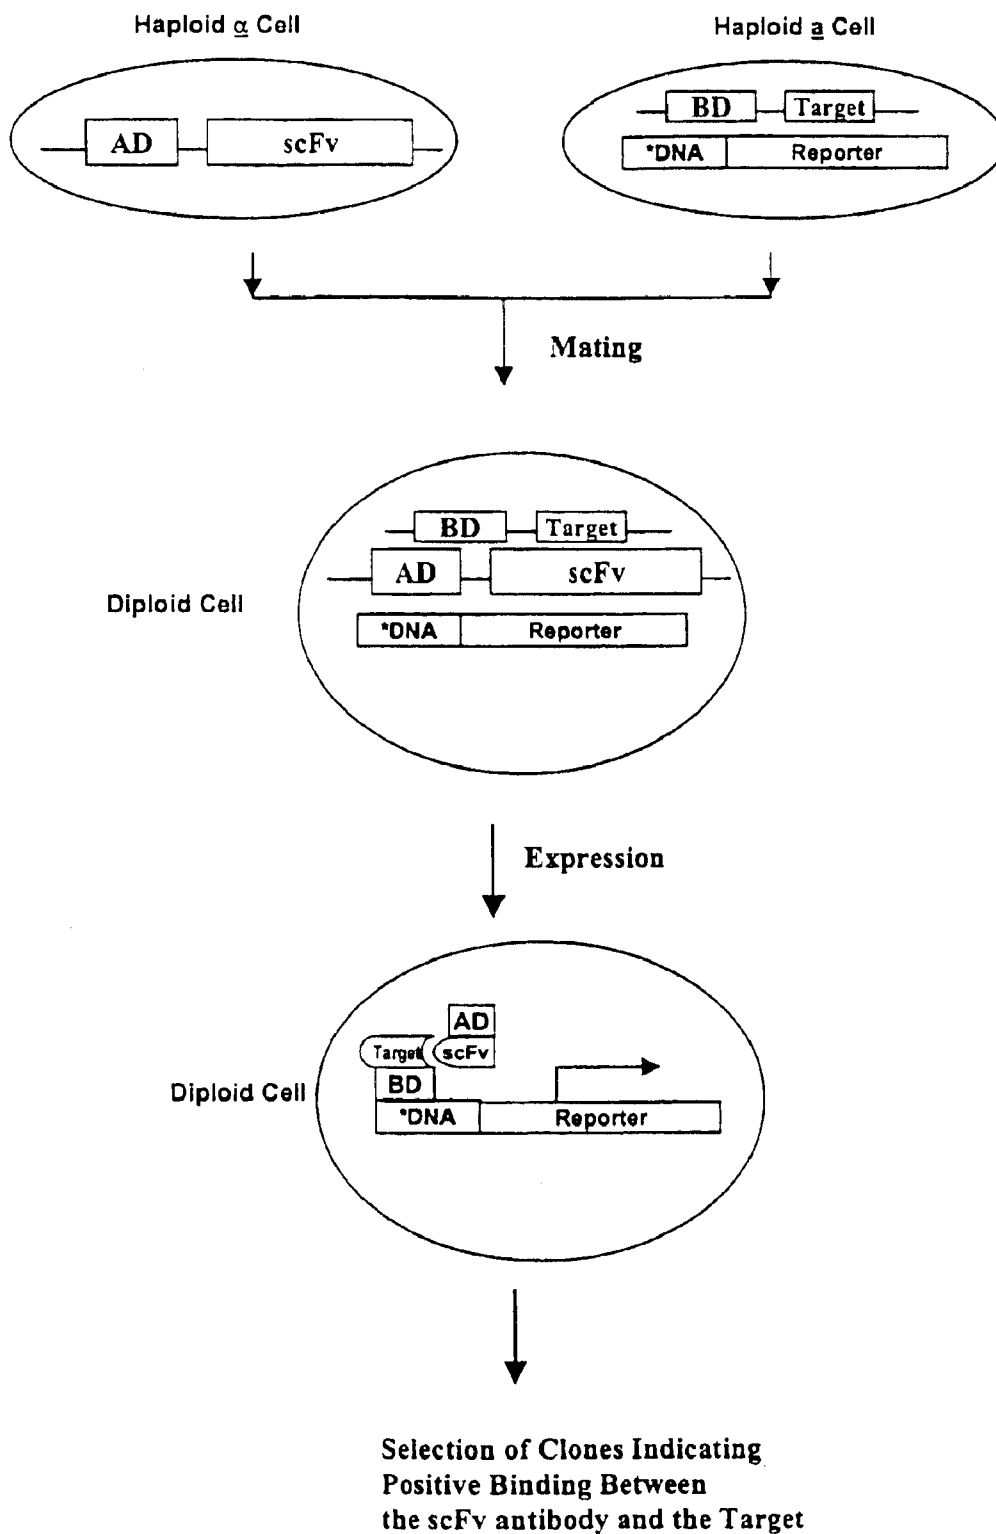 Haploid α Cell
Haploid a Cell
AD
scFv
BD
Target
*DNA
Reporter
Mating
BD
Target
AD
scFv
Diploid Cell
*DNA
Reporter
Expression
AD
Target
scFv
Diploid Cell
BD
*DNA
Reporter
Selection of Clones Indicating
Positive Binding Between
the scFv antibody and the Target